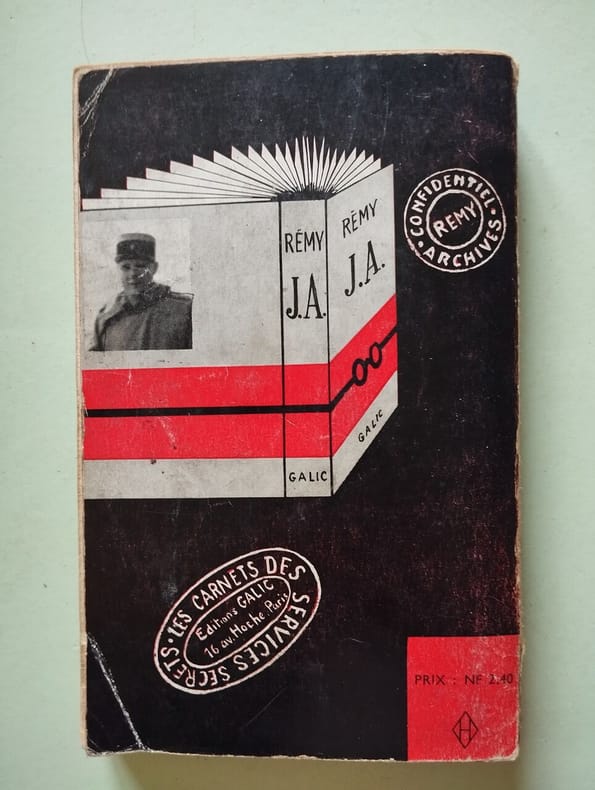 RÉMY
J.A.
GALIC
RÉMY
J.A.
GALIC
CONFIDENTIEL
REMY
• ARCHIVES •
LES CARNETS DES SERVICES SECRETS •
Editions GALIC
16 av. Hoche. Paris
PRIX : NF 2.40
H